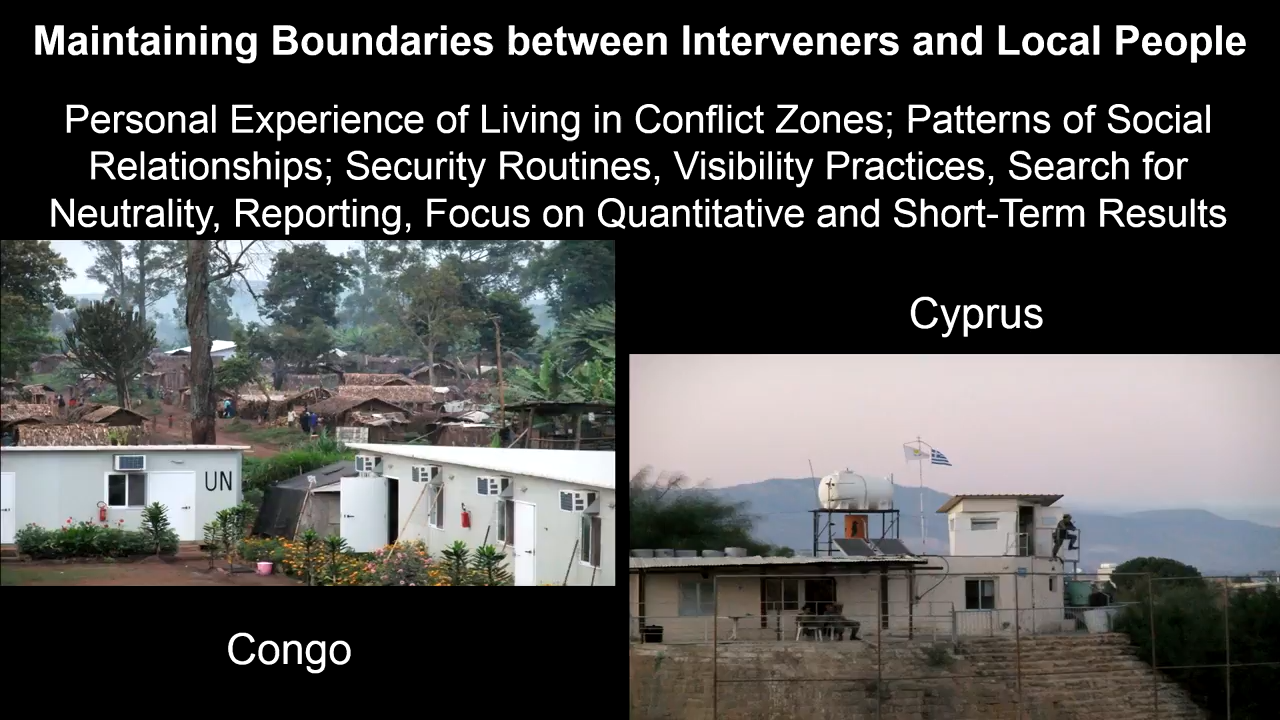 Maintaining Boundaries between Interveners and Local People
Personal Experience of Living in Conflict Zones; Patterns of Social
Relationships; Security Routines, Visibility Practices, Search for
Neutrality, Reporting, Focus on Quantitative and Short-Term Results
Cyprus
UN
Congo